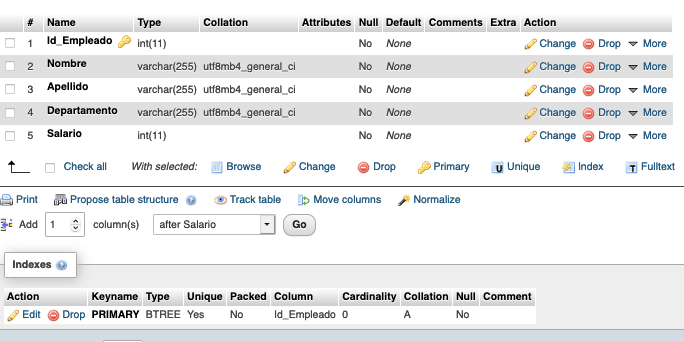 # Name Type Collation Attributes Null Default Comments Extra Action
1 Id_Empleado int(11) No None Change Drop More
2 Nombre varchar(255) utf8mb4_general_ci No None Change Drop More
3 Apellido varchar(255) utf8mb4_general_ci No None Change Drop More
4 Departamento varchar(255) utf8mb4_general_ci No None Change Drop More
5 Salario int(11) No None Change Drop More
Check all With selected: Browse Change Drop Primary Unique Index Fulltext
Print Propose table structure Track table Move columns Normalize
Add 1 column(s) after Salario Go
Indexes
Action Keyname Type Unique Packed Column Cardinality Collation Null Comment
Edit Drop PRIMARY BTREE Yes No Id_Empleado 0 A No